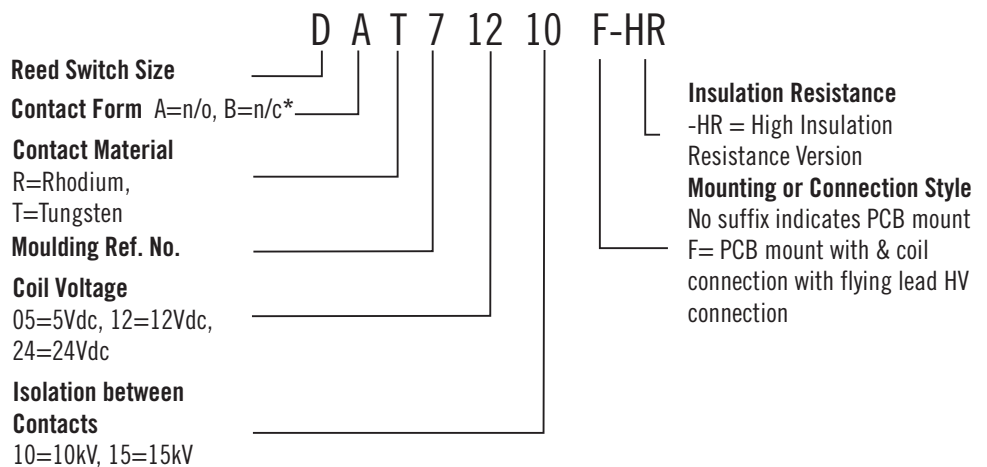 D A T 7 12 10 F-HR
Reed Switch Size
Contact Form A=n/o, B=n/c*
Contact Material
R=Rhodium,
T=Tungsten
Moulding Ref. No.
Coil Voltage
05=5Vdc, 12=12Vdc,
24=24Vdc
Isolation between
Contacts
10=10kV, 15=15kV
Insulation Resistance
-HR = High Insulation
Resistance Version
Mounting or Connection Style
No suffix indicates PCB mount
F= PCB mount with & coil
connection with flying lead HV
connection